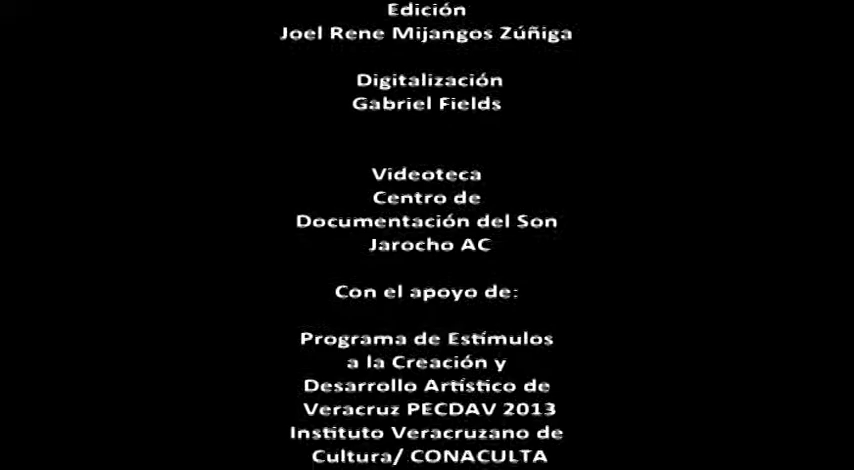 Edición
Joel Rene Mijangos Zúñiga
Digitalización
Gabriel Fields
Videoteca
Centro de
Documentación del Son
Jarocho AC
Con el apoyo de:
Programa de Estímulos
a la Creación y
Desarrollo Artístico de
Veracruz PECDAV 2013
Instituto Veracruzano de
Cultura/ CONACULTA